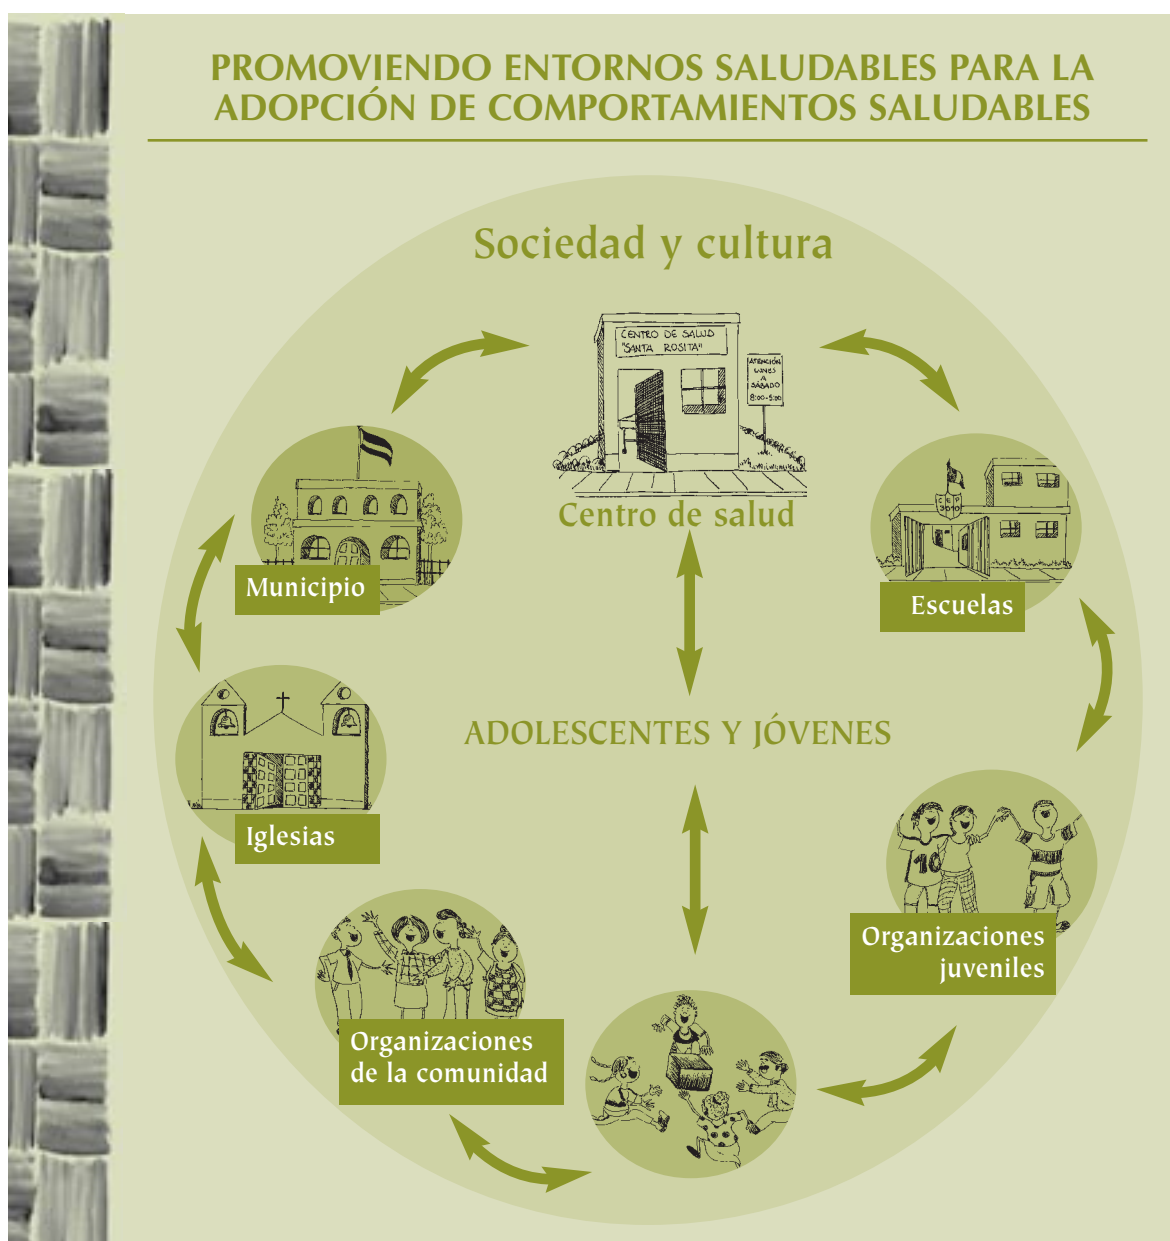 PROMOVIENDO ENTORNOS SALUDABLES PARA LA
ADOPCIÓN DE COMPORTAMIENTOS SALUDABLES
Sociedad y cultura
CENTRO DE SALUD
"SANTA ROSITA"
ATENCIÓN
LUNES
A
SÁBADO
8:00-5:00
Centro de salud
Municipio
C E P
3010
Escuelas
ADOLESCENTES Y JÓVENES
Iglesias
10
Organizaciones
juveniles
Organizaciones
de la comunidad